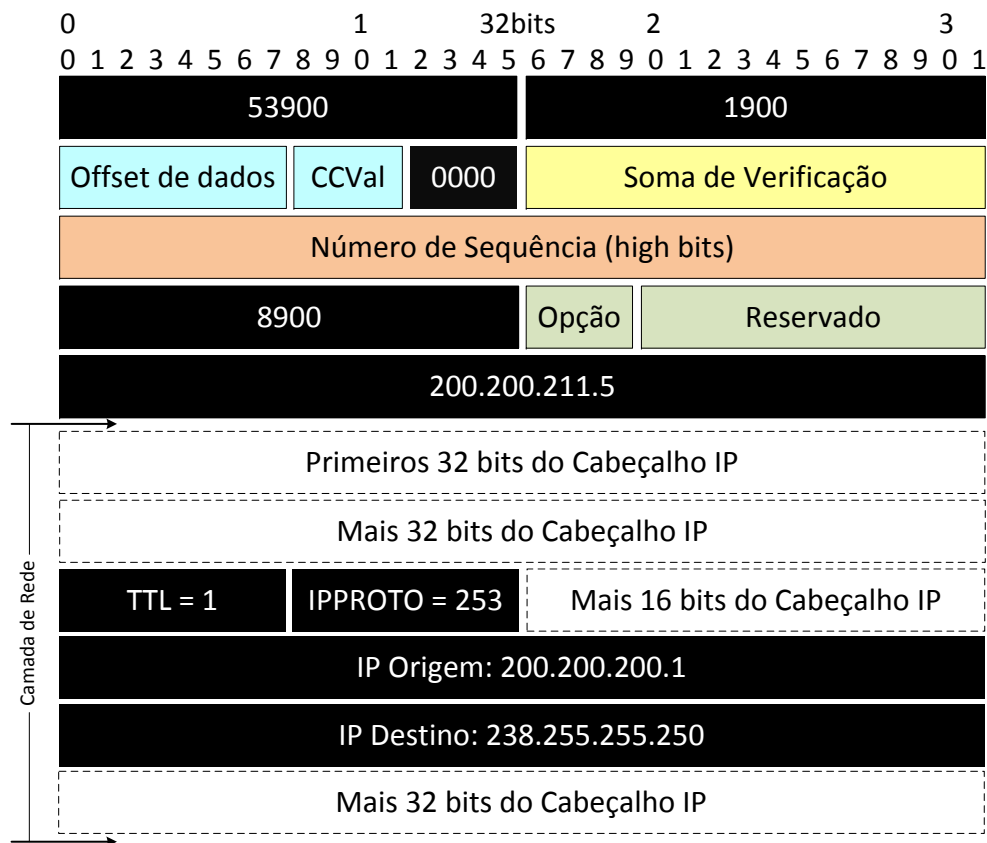 0 1 32bits 2 3
0 1 2 3 4 5 6 7 8 9 0 1 2 3 4 5 6 7 8 9 0 1 2 3 4 5 6 7 8 9 0 1
53900 1900
Offset de dados CCVal 0000 Soma de Verificação
Número de Sequência (high bits)
8900 Opção Reservado
200.200.211.5
Primeiros 32 bits do Cabeçalho IP
Mais 32 bits do Cabeçalho IP
TTL = 1 IPPROTO = 253 Mais 16 bits do Cabeçalho IP
IP Origem: 200.200.200.1
IP Destino: 238.255.255.250
Mais 32 bits do Cabeçalho IP
Camada de Rede